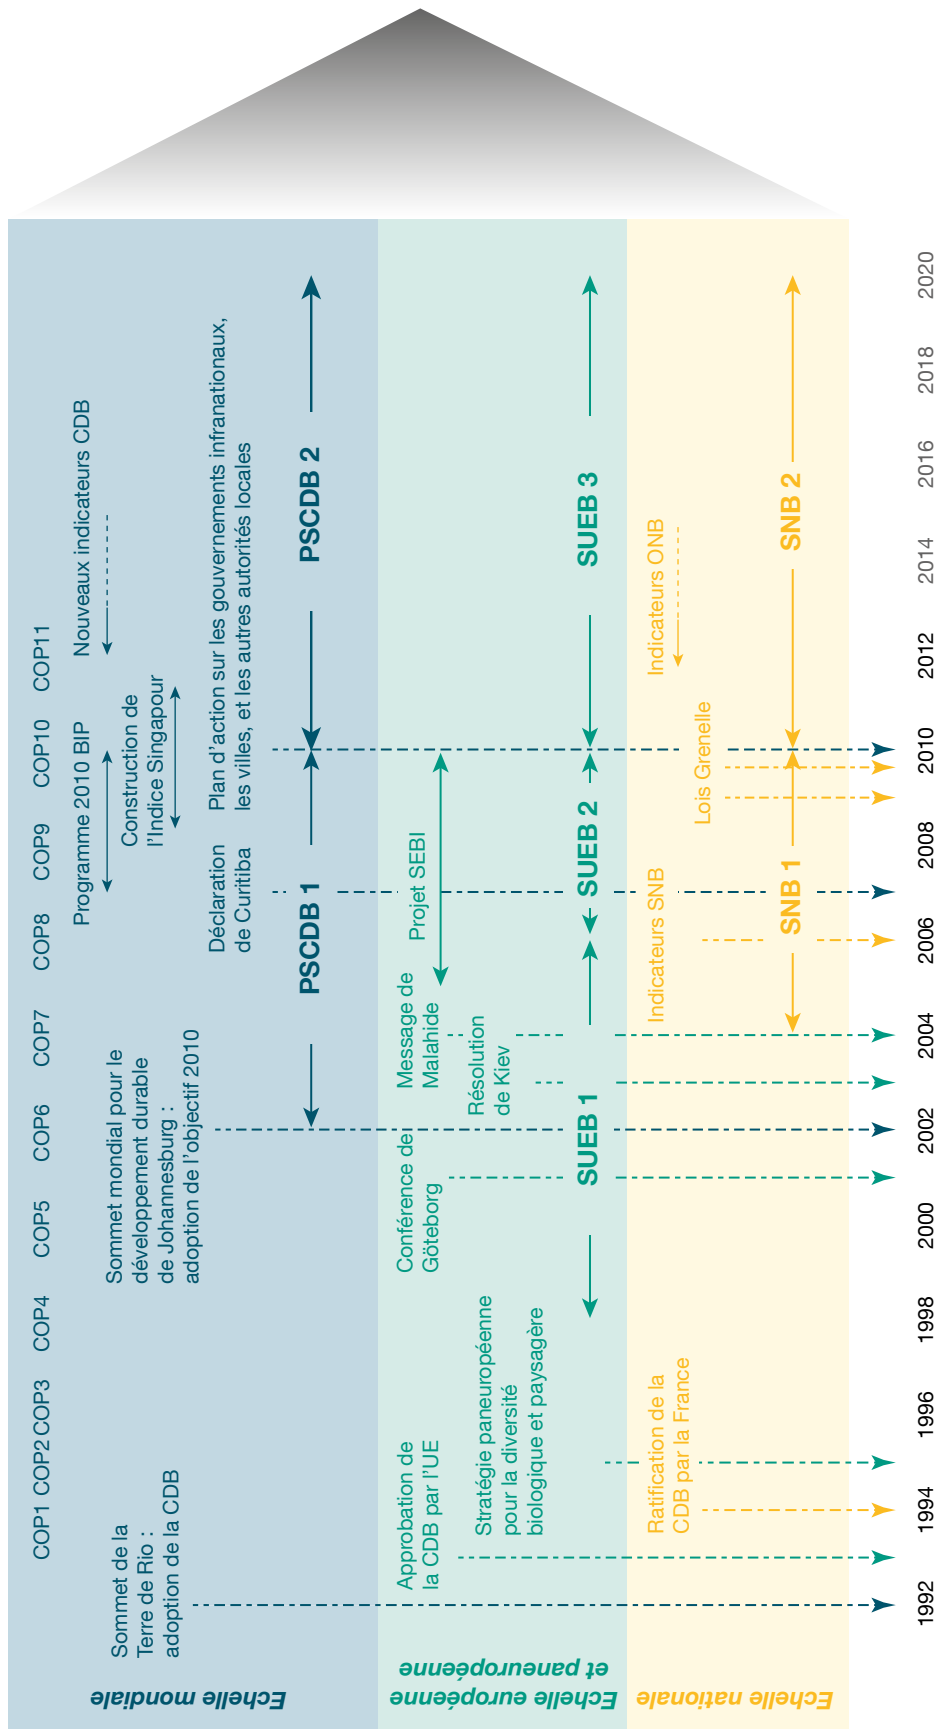 Echelle mondiale
COP1
COP2
COP3
COP4
COP5
COP6
COP7
COP8
COP9
COP10
COP11
Sommet de la
Terre de Rio :
adoption de la CDB
Sommet mondial pour le
développement durable
de Johannesburg :
adoption de l'objectif 2010
Programme 2010 BIP
Nouveaux indicateurs CDB
Construction de
l'Indice Singapour
Déclaration
de Curitiba
Plan d'action sur les gouvernements infranationaux,
les villes, et les autres autorités locales
PSCDB 1
PSCDB 2
Echelle européenne
et paneuropéenne
Approbation de
la CDB par l'UE
Stratégie paneuropéenne
pour la diversité
biologique et paysagère
Conférence de
Göteborg
Message de
Malahide
Résolution
de Kiev
Projet SEBI
SUEB 1
SUEB 2
SUEB 3
Echelle nationale
Ratification de la
CDB par la France
Indicateurs SNB
Lois Grenelle
Indicateurs ONB
SNB 1
SNB 2
1992
1994
1996
1998
2000
2002
2004
2006
2008
2010
2012
2014
2016
2018
2020